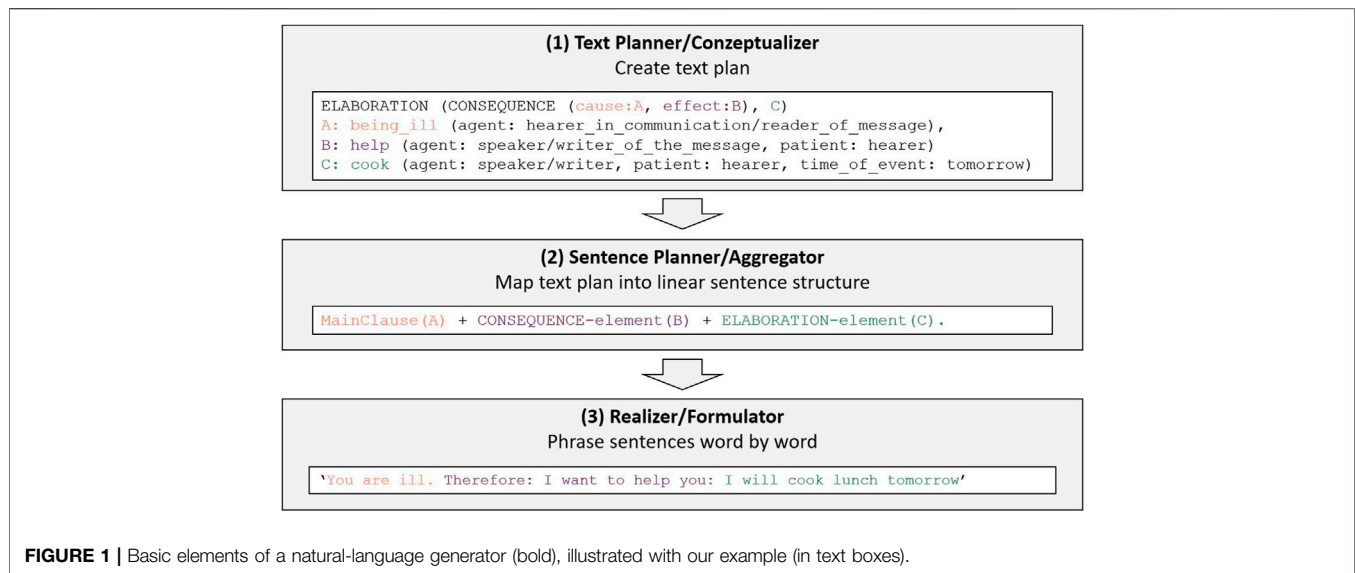 (1) Text Planner/Conzeptualizer
Create text plan
ELABORATION (CONSEQUENCE (cause:A, effect:B), C)
A: being_ill (agent: hearer_in_communication/reader_of_message),
B: help (agent: speaker/writer_of_the_message, patient: hearer)
C: cook (agent: speaker/writer, patient: hearer, time_of_event: tomorrow)
(2) Sentence Planner/Aggregator
Map text plan into linear sentence structure
MainClause(A) + CONSEQUENCE-element(B) + ELABORATION-element(C).
(3) Realizer/Formulator
Phrase sentences word by word
‘You are ill. Therefore: I want to help you: I will cook lunch tomorrow’
FIGURE 1 | Basic elements of a natural-language generator (bold), illustrated with our example (in text boxes).